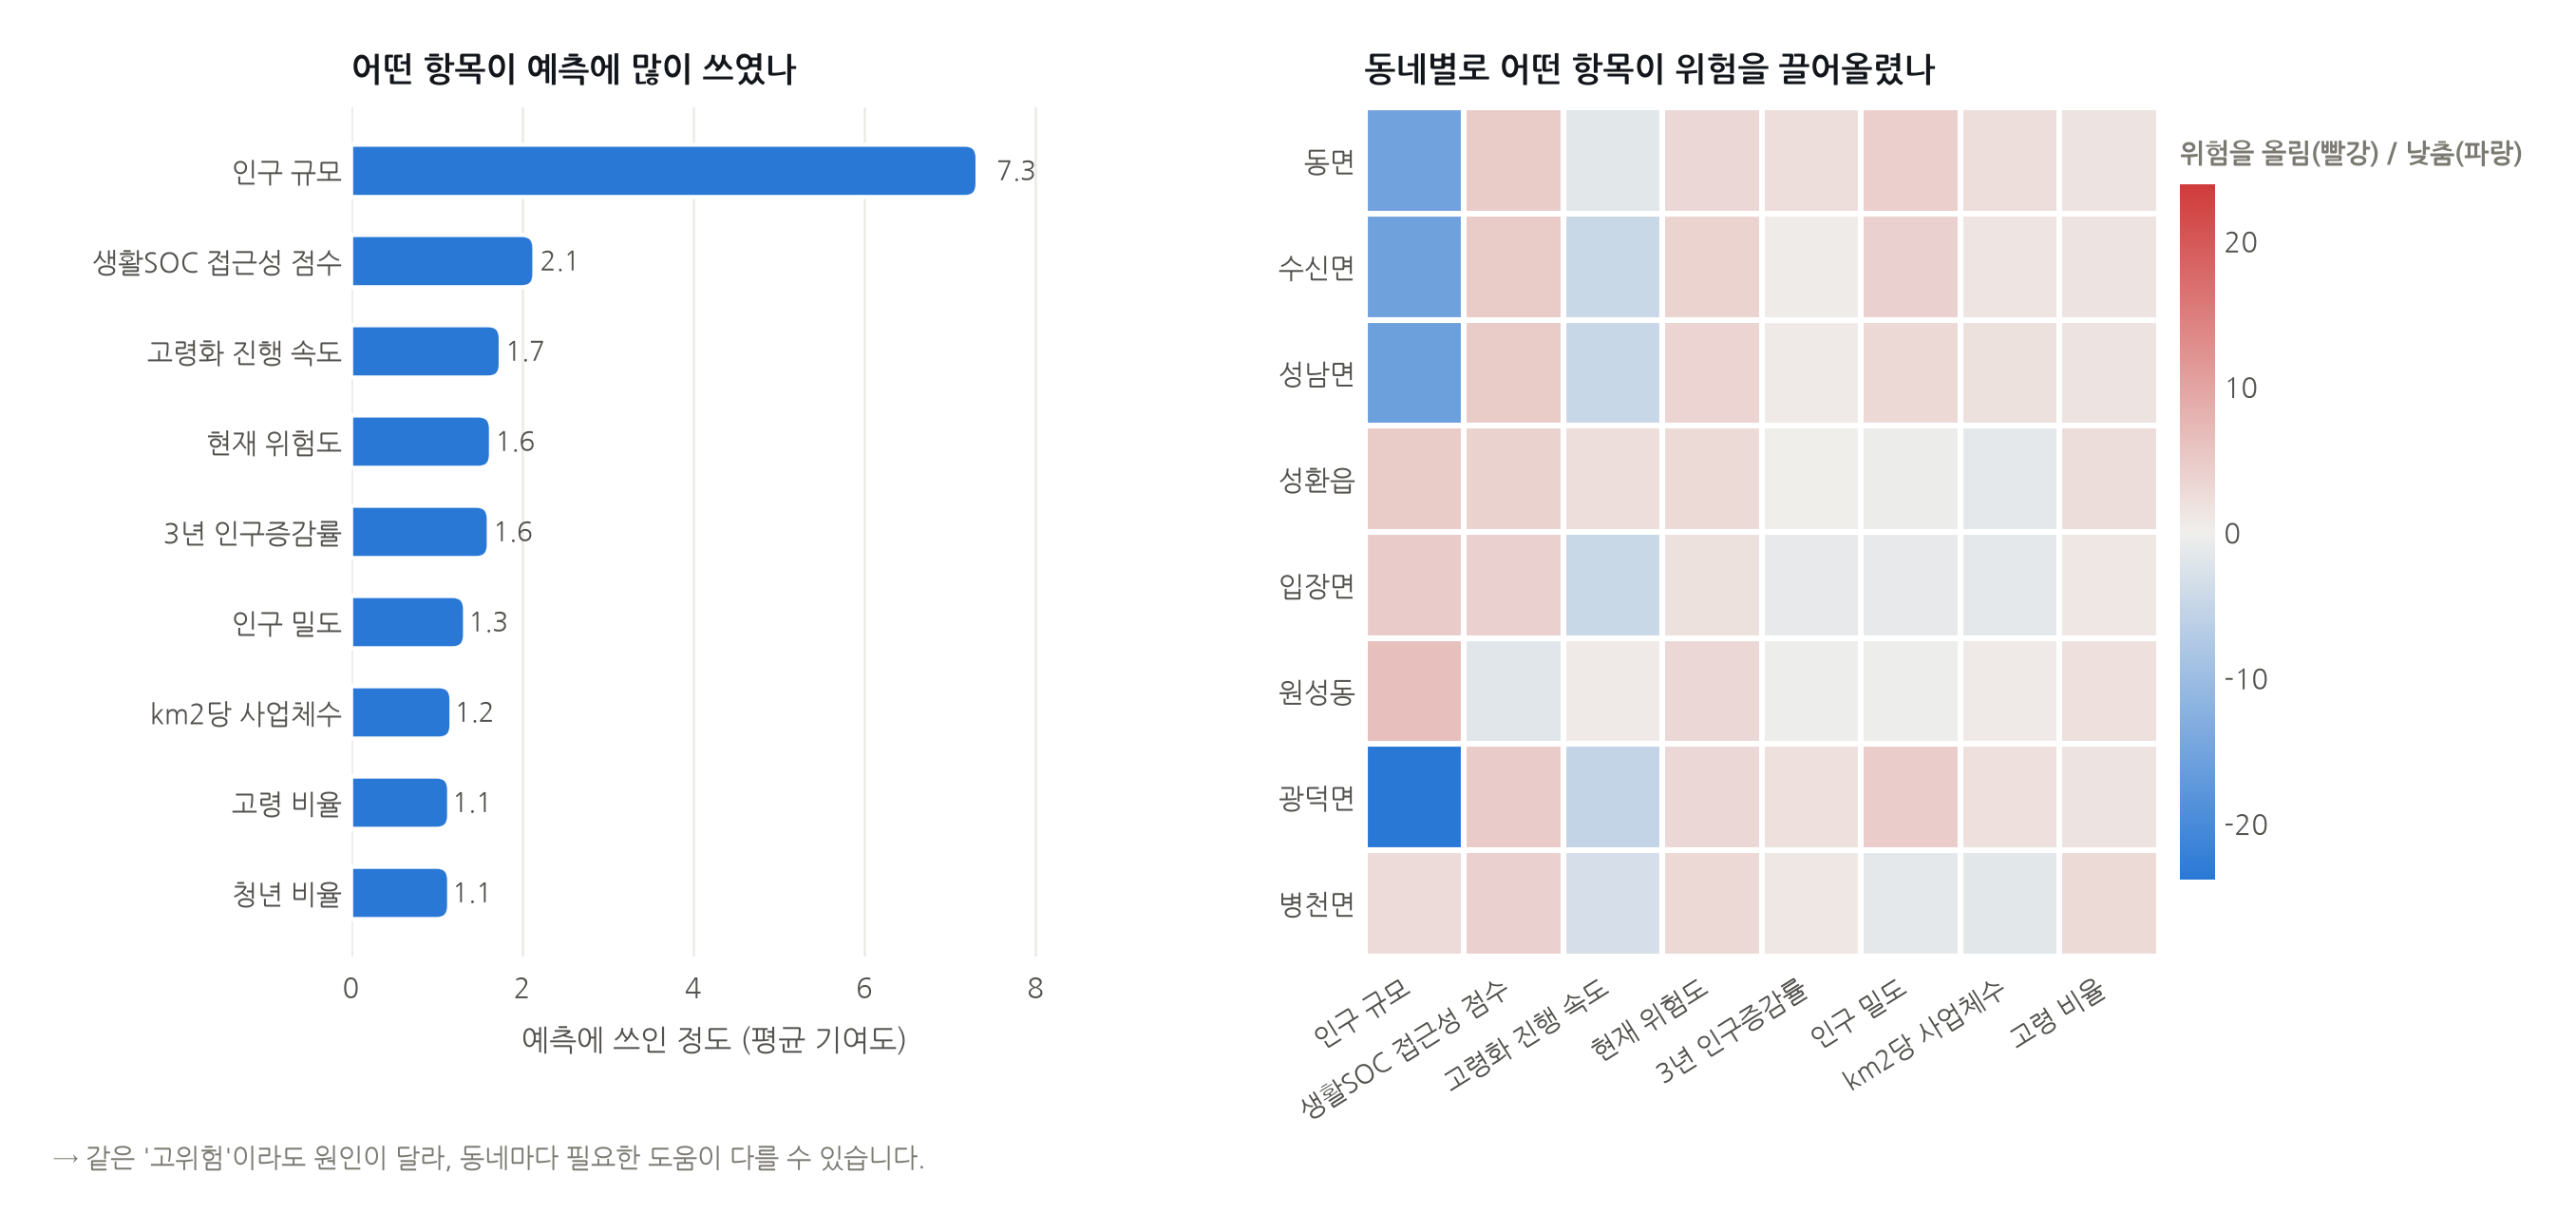 어떤 항목이 예측에 많이 쓰였나
인구 규모
7.3
생활SOC 접근성 점수
2.1
고령화 진행 속도
1.7
현재 위험도
1.6
3년 인구증감률
1.6
인구 밀도
1.3
km2당 사업체수
1.2
고령 비율
1.1
청년 비율
1.1
0 2 4 6 8
예측에 쓰인 정도 (평균 기여도)
동네별로 어떤 항목이 위험을 끌어올렸나
동면
수신면
성남면
성환읍
입장면
원성동
광덕면
병천면
인구 규모
생활SOC 접근성 점수
고령화 진행 속도
현재 위험도
3년 인구증감률
인구 밀도
km2당 사업체수
고령 비율
위험을 올림(빨강) / 낮춤(파랑)
20
10
0
-10
-20
→ 같은 '고위험'이라도 원인이 달라, 동네마다 필요한 도움이 다를 수 있습니다.